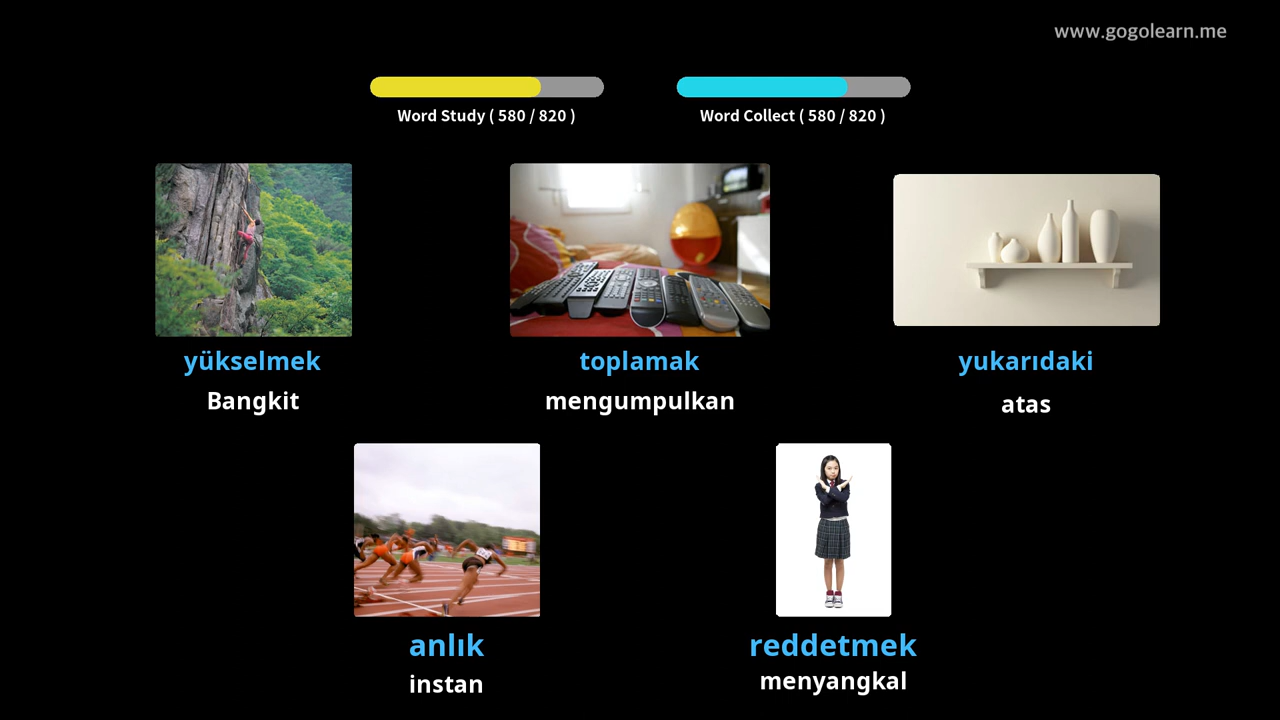 www.gogolearn.me
Word Study ( 580 / 820 )
Word Collect ( 580 / 820 )
yükselmek
Bangkit
toplamak
mengumpulkan
yukarıdaki
atas
anlık
instan
reddetmek
menyangkal